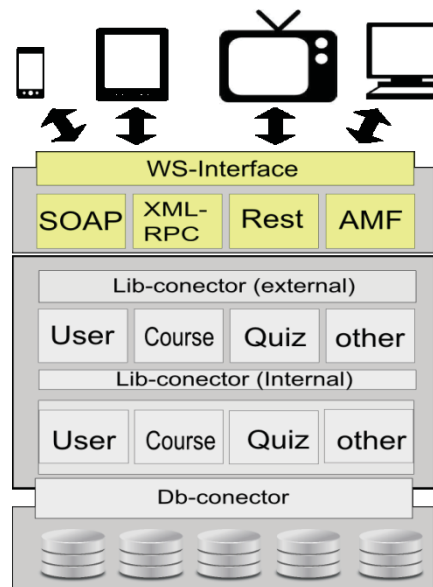 WS-Interface
SOAP XML-RPC Rest AMF
Lib-conector (external)
User Course Quiz other
Lib-conector (Internal)
User Course Quiz other
Db-conector